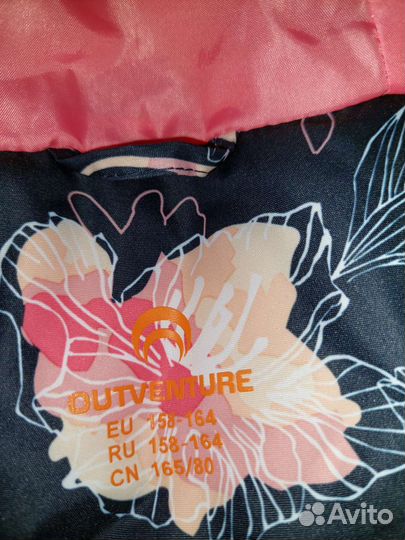 OUTVENTURE
EU 158-164
RU 158-164
CN 165/80
Avito